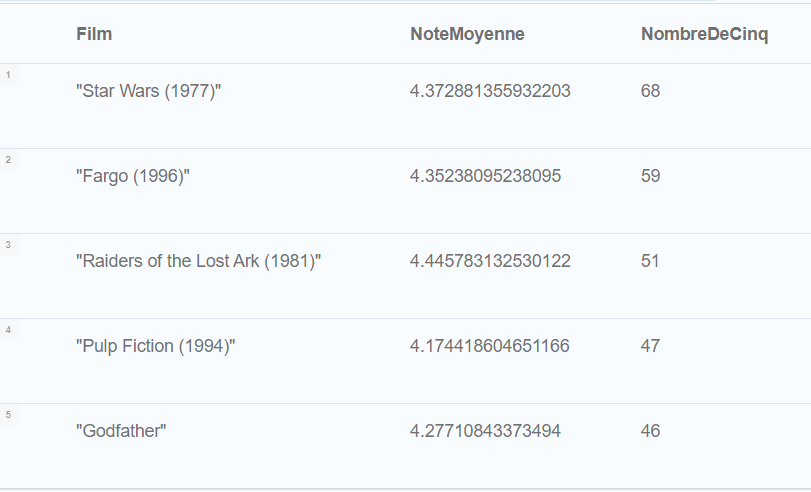 Film NoteMoyenne NombreDeCinq
1 "Star Wars (1977)" 4.372881355932203 68
2 "Fargo (1996)" 4.35238095238095 59
3 "Raiders of the Lost Ark (1981)" 4.445783132530122 51
4 "Pulp Fiction (1994)" 4.174418604651166 47
5 "Godfather" 4.27710843373494 46